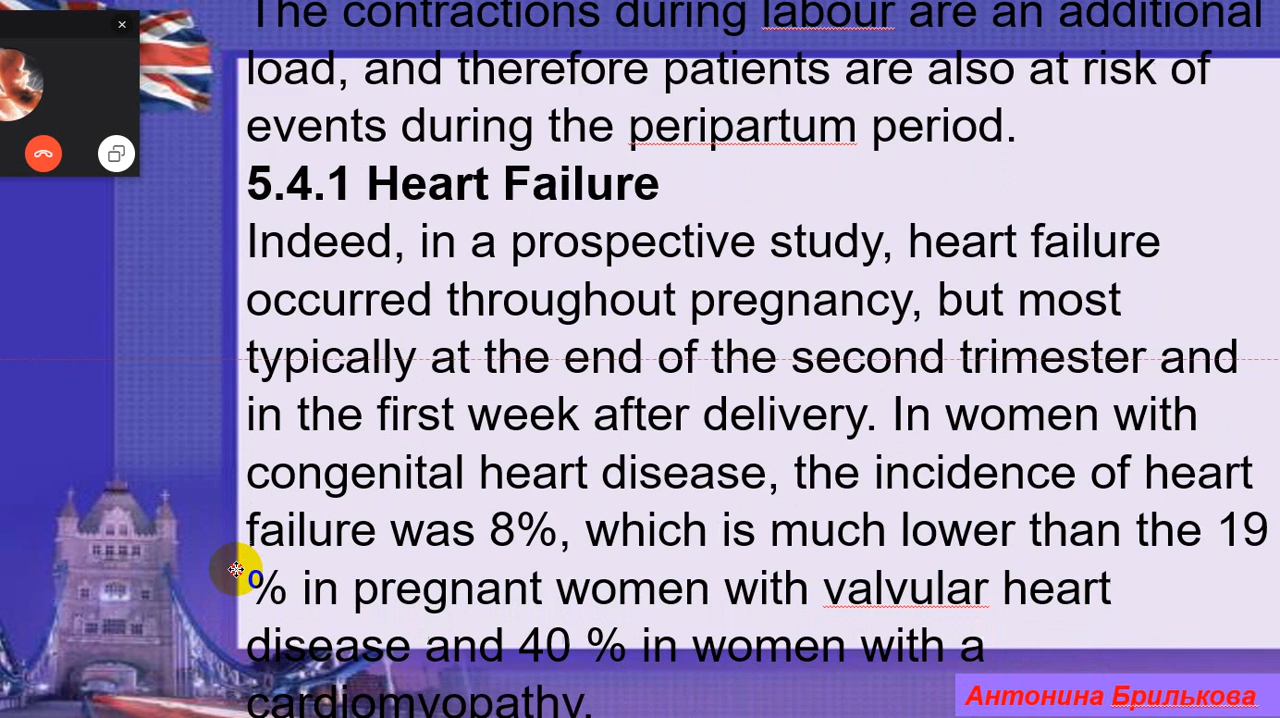 The contractions during labour are an additional
load, and therefore patients are also at risk of
events during the peripartum period.
5.4.1 Heart Failure
Indeed, in a prospective study, heart failure
occurred throughout pregnancy, but most
typically at the end of the second trimester and
in the first week after delivery. In women with
congenital heart disease, the incidence of heart
failure was 8%, which is much lower than the 19
% in pregnant women with valvular heart
disease and 40 % in women with a
cardiomyopathy.
Антонина Брилькова